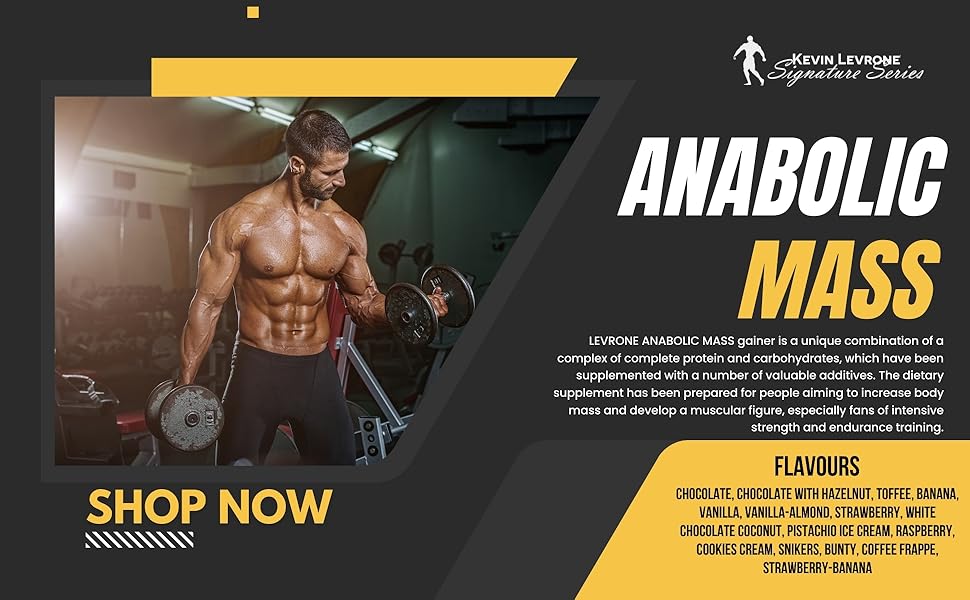 KEVIN LEVRONE
Signature Series
ANABOLIC
MASS
LEVRONE ANABOLIC MASS gainer is a unique combination of a
complex of complete protein and carbohydrates, which have been
supplemented with a number of valuable additives. The dietary
supplement has been prepared for people aiming to increase body
mass and develop a muscular figure, especially fans of intensive
strength and endurance training.
SHOP NOW
FLAVOURS
CHOCOLATE, CHOCOLATE WITH HAZELNUT, TOFFEE, BANANA,
VANILLA, VANILLA-ALMOND, STRAWBERRY, WHITE
CHOCOLATE COCONUT, PISTACHIO ICE CREAM, RASPBERRY,
COOKIES CREAM, SNIKERS, BUNTY, COFFEE FRAPPE,
STRAWBERRY-BANANA